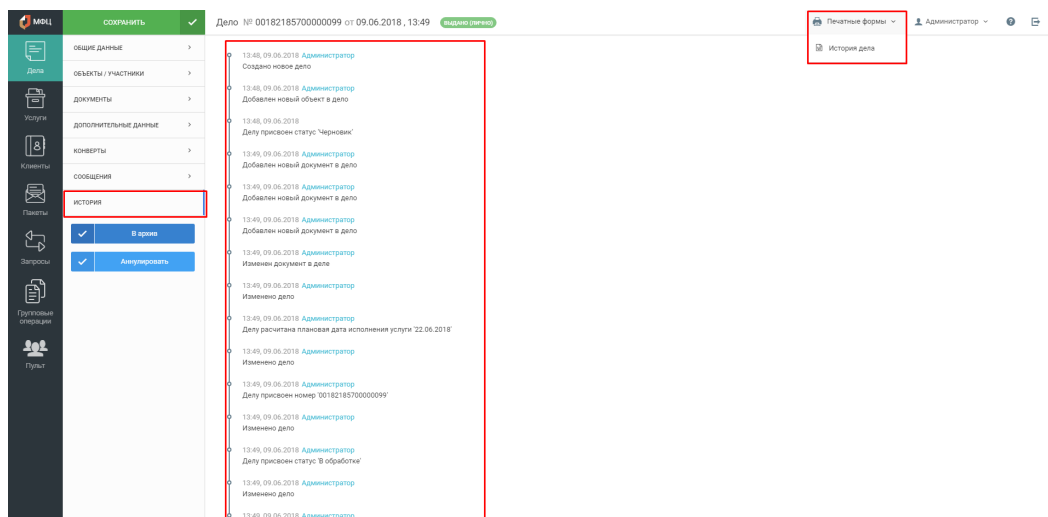 МФЦ
СОХРАНИТЬ
Дело № 00182185700000099 от 09.06.2018 , 13:49 ВЫДАНО (ЛИЧНО)
Печатные формы
Администратор
История дела
Дела
Услуги
Клиенты
Пакеты
Запросы
Групповые
операции
Пульт
ОБЩИЕ ДАННЫЕ
ОБЪЕКТЫ / УЧАСТНИКИ
ДОКУМЕНТЫ
ДОПОЛНИТЕЛЬНЫЕ ДАННЫЕ
КОНВЕРТЫ
СООБЩЕНИЯ
ИСТОРИЯ
В архив
Аннулировать
13:48, 09.06.2018 Администратор
Создано новое дело
13:48, 09.06.2018 Администратор
Добавлен новый объект в дело
13:48, 09.06.2018
Делу присвоен статус 'Черновик'
13:49, 09.06.2018 Администратор
Добавлен новый документ в дело
13:49, 09.06.2018 Администратор
Добавлен новый документ в дело
13:49, 09.06.2018 Администратор
Добавлен новый документ в дело
13:49, 09.06.2018 Администратор
Изменен документ в деле
13:49, 09.06.2018 Администратор
Изменено дело
13:49, 09.06.2018 Администратор
Делу расчитана плановая дата исполнения услуги '22.06.2018'
13:49, 09.06.2018 Администратор
Изменено дело
13:49, 09.06.2018 Администратор
Делу присвоен номер '00182185700000099'
13:49, 09.06.2018 Администратор
Изменено дело
13:49, 09.06.2018 Администратор
Делу присвоен статус 'В обработке'
13:49, 09.06.2018 Администратор
Изменено дело
13:49, 09.06.2018 Администратор